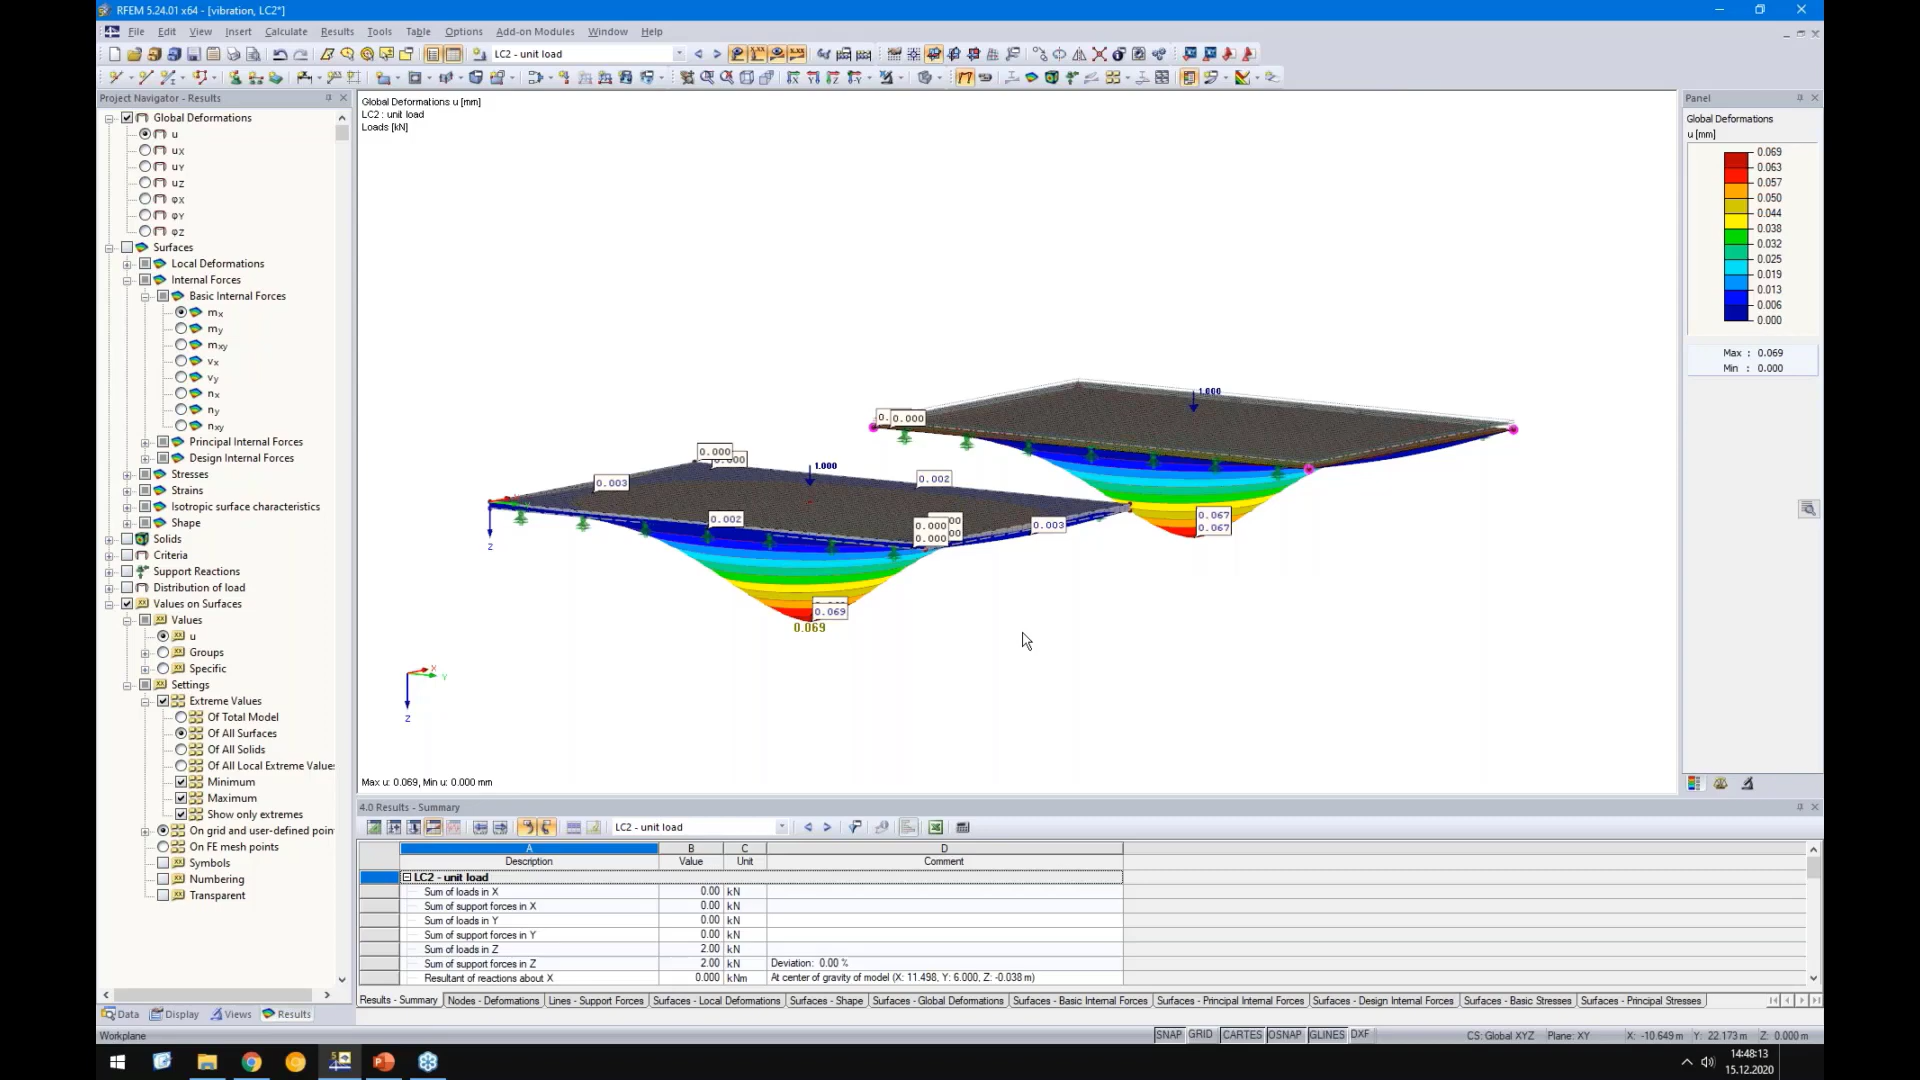 RFEM 5.24.01 x64 - [vibration, LC2*]
File Edit View Insert Calculate Results Tools Table Options Add-on Modules Window Help
LC2 - unit load
Project Navigator - Results
Global Deformations
u
uX
uY
uZ
φX
φY
φZ
Surfaces
Local Deformations
Internal Forces
Basic Internal Forces
mx
my
mxy
vx
vy
nx
ny
nxy
Principal Internal Forces
Design Internal Forces
Stresses
Strains
Isotropic surface characteristics
Shape
Solids
Criteria
Support Reactions
Distribution of load
Values on Surfaces
Values
u
Groups
Specific
Settings
Extreme Values
Of Total Model
Of All Surfaces
Of All Solids
Of All Local Extreme Values
Minimum
Maximum
Show only extremes
On grid and user-defined poin
On FE mesh points
Symbols
Numbering
Transparent
Data Display Views Results
Global Deformations u [mm]
LC2 : unit load
Loads [kN]
1.000
0.000
0.000
1.000
0.003
0.002
0.002
0.000
0.000
0.003
0.067
0.067
0.069
0.069
Z
X
Y
Z
Max u: 0.069, Min u: 0.000 mm
Panel
Global Deformations
u [mm]
0.069
0.063
0.057
0.050
0.044
0.038
0.032
0.025
0.019
0.013
0.006
0.000
Max : 0.069
Min : 0.000
4.0 Results - Summary
LC2 - unit load
A B C D
Description Value Unit Comment
LC2 - unit load
Sum of loads in X 0.00 kN
Sum of support forces in X 0.00 kN
Sum of loads in Y 0.00 kN
Sum of support forces in Y 0.00 kN
Sum of loads in Z 2.00 kN
Sum of support forces in Z 2.00 kN Deviation: 0.00 %
Resultant of reactions about X 0.000 kNm At center of gravity of model (X: 11.498, Y: 6.000, Z: -0.038 m)
Results - Summary Nodes - Deformations Lines - Support Forces Surfaces - Local Deformations Surfaces - Shape Surfaces - Global Deformations Surfaces - Basic Internal Forces Surfaces - Principal Internal Forces Surfaces - Design Internal Forces Surfaces - Basic Stresses Surfaces - Principal Stresses
Workplane
SNAP GRID CARTES OSNAP GLINES DXF
CS: Global XYZ Plane: XY X: -10.649 m Y: 22.173 m Z: 0.000 m
14:48:13
15.12.2020